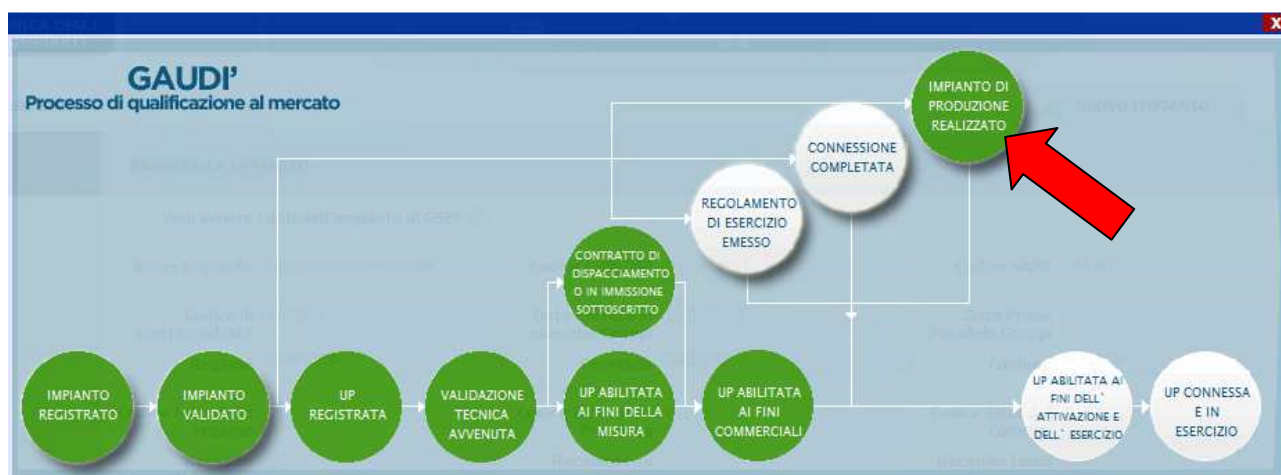 X
GAUDI'
Processo di qualificazione al mercato
IMPIANTO DI
PRODUZIONE
REALIZZATO
CONNESSIONE
COMPLETATA
REGOLAMENTO
DI ESERCIZIO
EMESSO
CONTRATTO DI
DISPACCIAMENTO
O IN IMMISSIONE
SOTTOSCRITTO
IMPIANTO
REGISTRATO
IMPIANTO
VALIDATO
UP
REGISTRATA
VALIDAZIONE
TECNICA
AVVENUTA
UP ABILITATA
AI FINI DELLA
MISURA
UP ABILITATA
AI FINI
COMMERCIALI
UP ABILITATA AI
FINI DELL'
ATTIVAZIONE E
DELL' ESERCIZIO
UP CONNESSA
E IN
ESERCIZIO